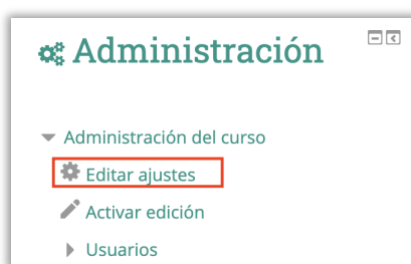 Administración
Administración del curso
Editar ajustes
Activar edición
Usuarios